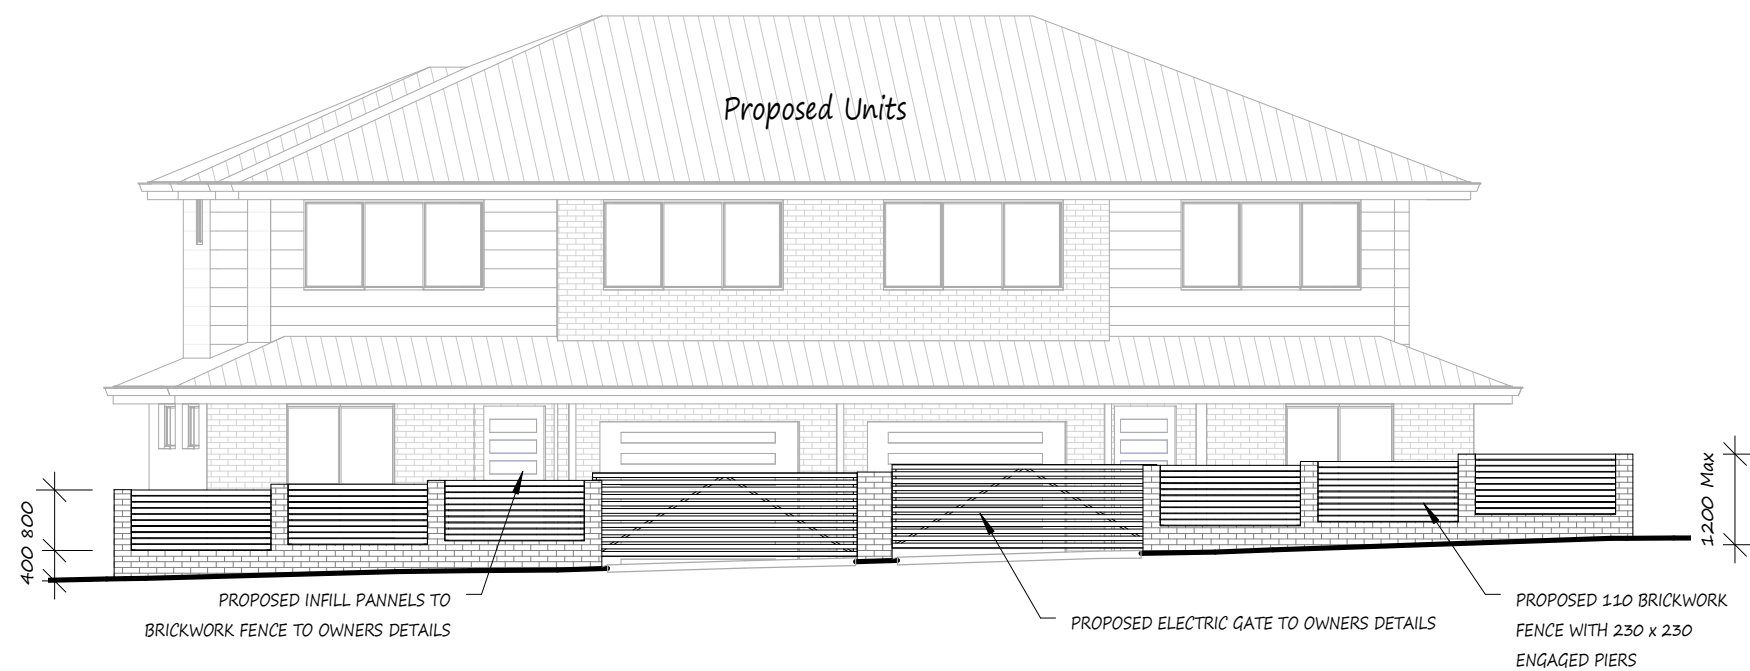 Proposed Units
400 800
1200 Max
PROPOSED INFILL PANNELS TO
BRICKWORK FENCE TO OWNERS DETAILS
PROPOSED ELECTRIC GATE TO OWNERS DETAILS
PROPOSED 110 BRICKWORK
FENCE WITH 230 x 230
ENGAGED PIERS